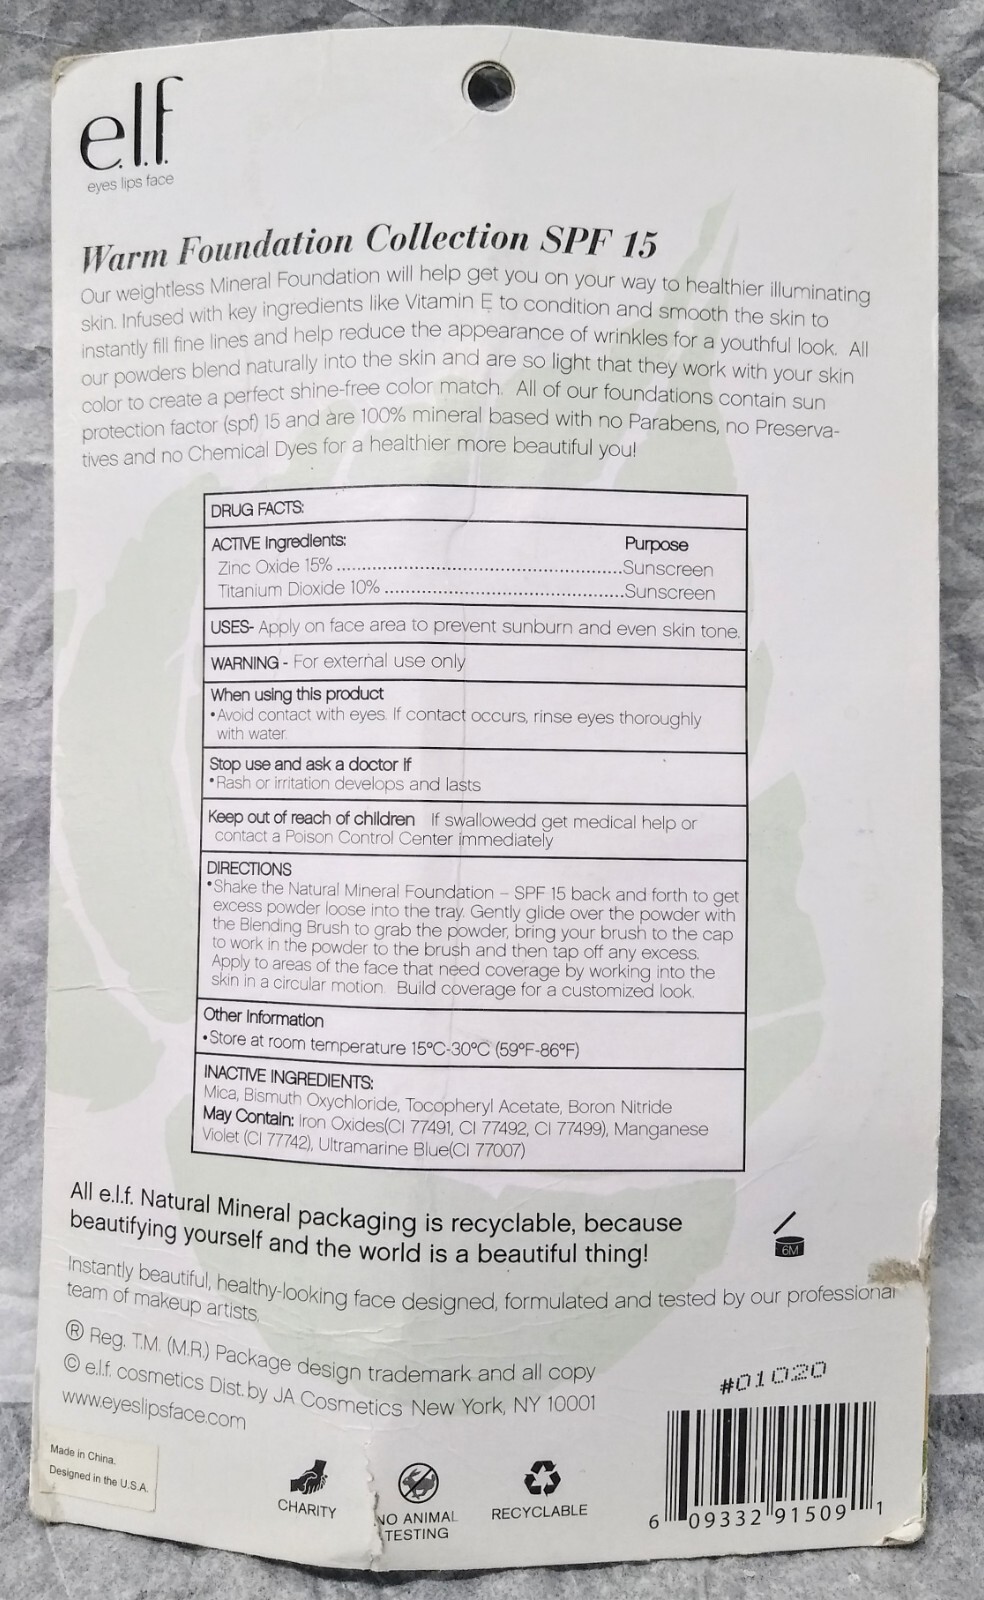 e.l.f.
eyes lips face
Warm Foundation Collection SPF 15
Our weightless Mineral Foundation will help get you on your way to healthier illuminating
skin. Infused with key ingredients like Vitamin E to condition and smooth the skin to
instantly fill fine lines and help reduce the appearance of wrinkles for a youthful look. All
our powders blend naturally into the skin and are so light that they work with your skin
color to create a perfect shine-free color match. All of our foundations contain sun
protection factor (spf) 15 and are 100% mineral based with no Parabens, no Preserva-
tives and no Chemical Dyes for a healthier more beautiful you!
DRUG FACTS:
ACTIVE Ingredients: Purpose
Zinc Oxide 15% ........................................................Sunscreen
Titanium Dioxide 10% ...............................................Sunscreen
USES- Apply on face area to prevent sunburn and even skin tone.
WARNING - For external use only
When using this product
•Avoid contact with eyes. If contact occurs, rinse eyes thoroughly
with water.
Stop use and ask a doctor if
•Rash or irritation develops and lasts
Keep out of reach of children If swallowedd get medical help or
contact a Poison Control Center immediately
DIRECTIONS
•Shake the Natural Mineral Foundation – SPF 15 back and forth to get
excess powder loose into the tray. Gently glide over the powder with
the Blending Brush to grab the powder, bring your brush to the cap
to work in the powder to the brush and then tap off any excess.
Apply to areas of the face that need coverage by working into the
skin in a circular motion. Build coverage for a customized look.
Other Information
•Store at room temperature 15ºC-30ºC (59ºF-86ºF)
INACTIVE INGREDIENTS:
Mica, Bismuth Oxychloride, Tocopheryl Acetate, Boron Nitride
May Contain: Iron Oxides(CI 77491, CI 77492, CI 77499), Manganese
Violet (CI 77742), Ultramarine Blue(CI 77007)
All e.l.f. Natural Mineral packaging is recyclable, because
beautifying yourself and the world is a beautiful thing!
6M
Instantly beautiful, healthy-looking face designed, formulated and tested by our professional
team of makeup artists.
® Reg. T.M. (M.R.) Package design trademark and all copy
© e.l.f. cosmetics Dist. by JA Cosmetics New York, NY 10001
www.eyeslipsface.com
#01020
Made in China.
Designed in the U.S.A.
CHARITY
NO ANIMAL
TESTING
RECYCLABLE
6 09332 91509 1